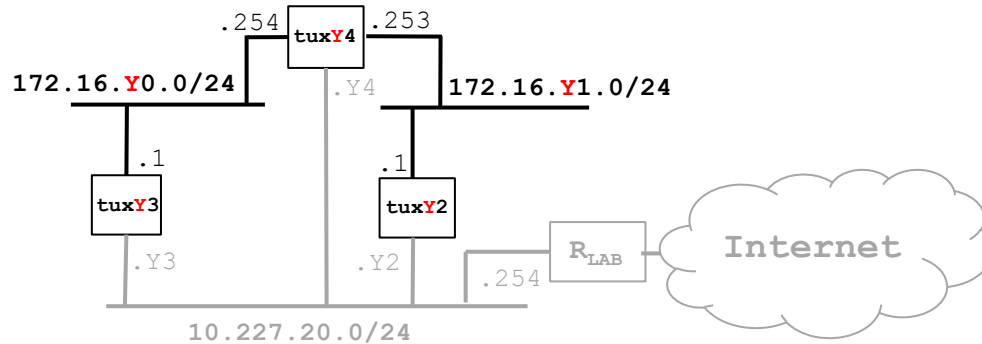 .254
tuxY4
.253
172.16.Y0.0/24
.Y4
172.16.Y1.0/24
.1
tuxY3
.1
tuxY2
.Y3
.Y2
.254
RLAB
Internet
10.227.20.0/24